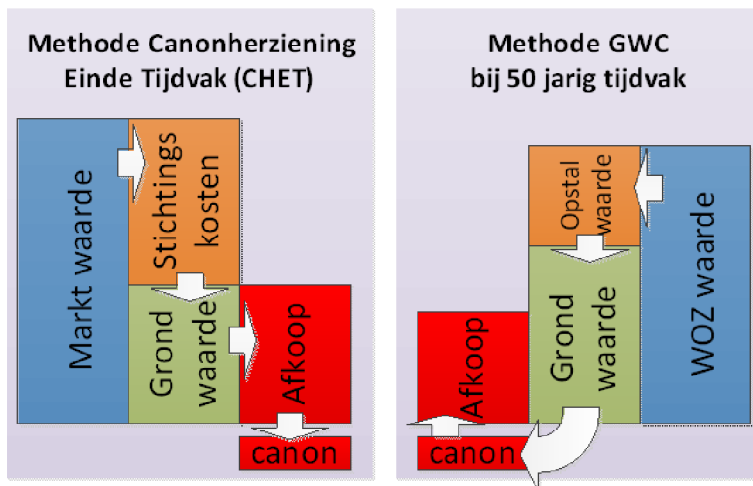 Methode Canonherziening
Einde Tijdvak (CHET)
Markt waarde
Stichtings
kosten
Grond
waarde
Afkoop
canon
Methode GWC
bij 50 jarig tijdvak
Afkoop
canon
Opstal
waarde
Grond
waarde
WOZ waarde